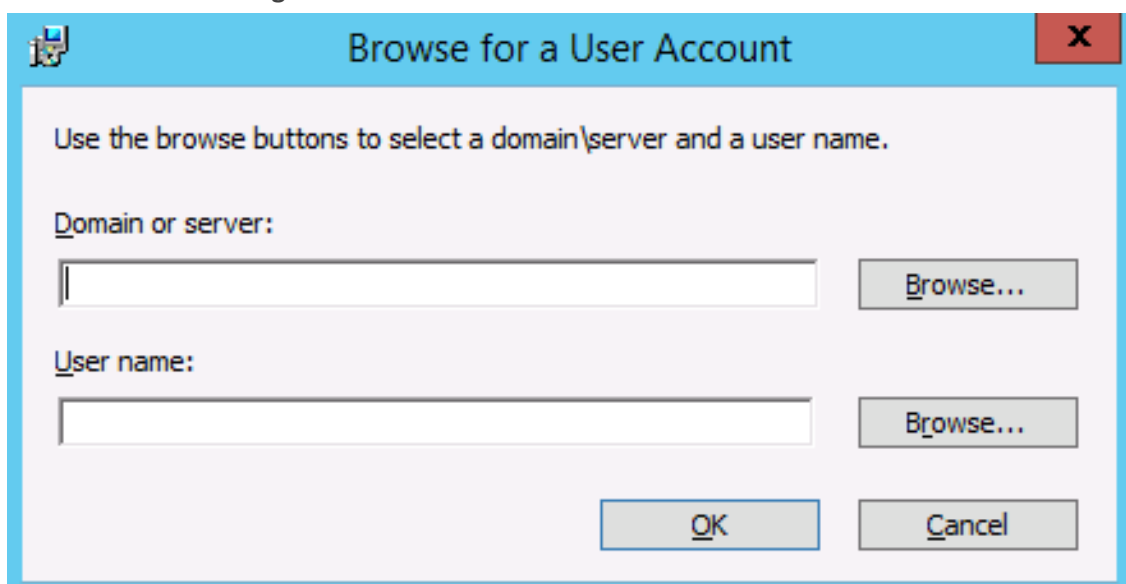 Browse for a User Account
x
Use the browse buttons to select a domain\server and a user name.
Domain or server:
Browse...
User name:
Browse...
OK
Cancel